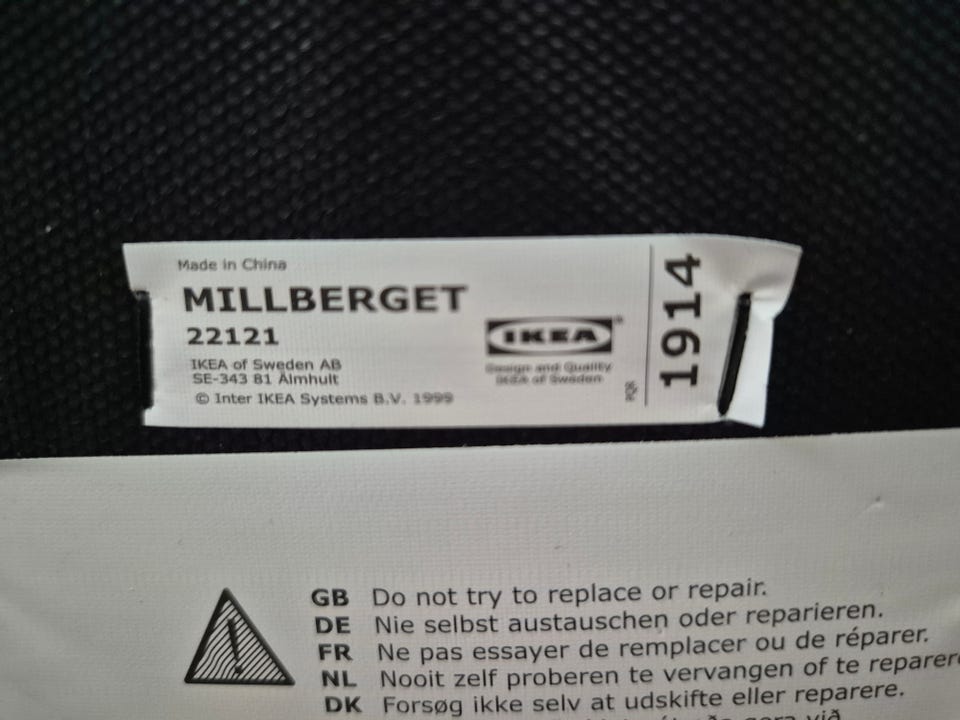 Made in China
MILLBERGET
22121
IKEA of Sweden AB
SE-343 81 Älmhult
© Inter IKEA Systems B.V. 1999
IKEA
Design and Quality
IKEA of Sweden
PQR
1914
GB Do not try to replace or repair.
DE Nie selbst austauschen oder reparieren.
FR Ne pas essayer de remplacer ou de réparer.
NL Nooit zelf proberen te vervangen of te reparere
DK Forsøg ikke selv at udskifte eller reparere.